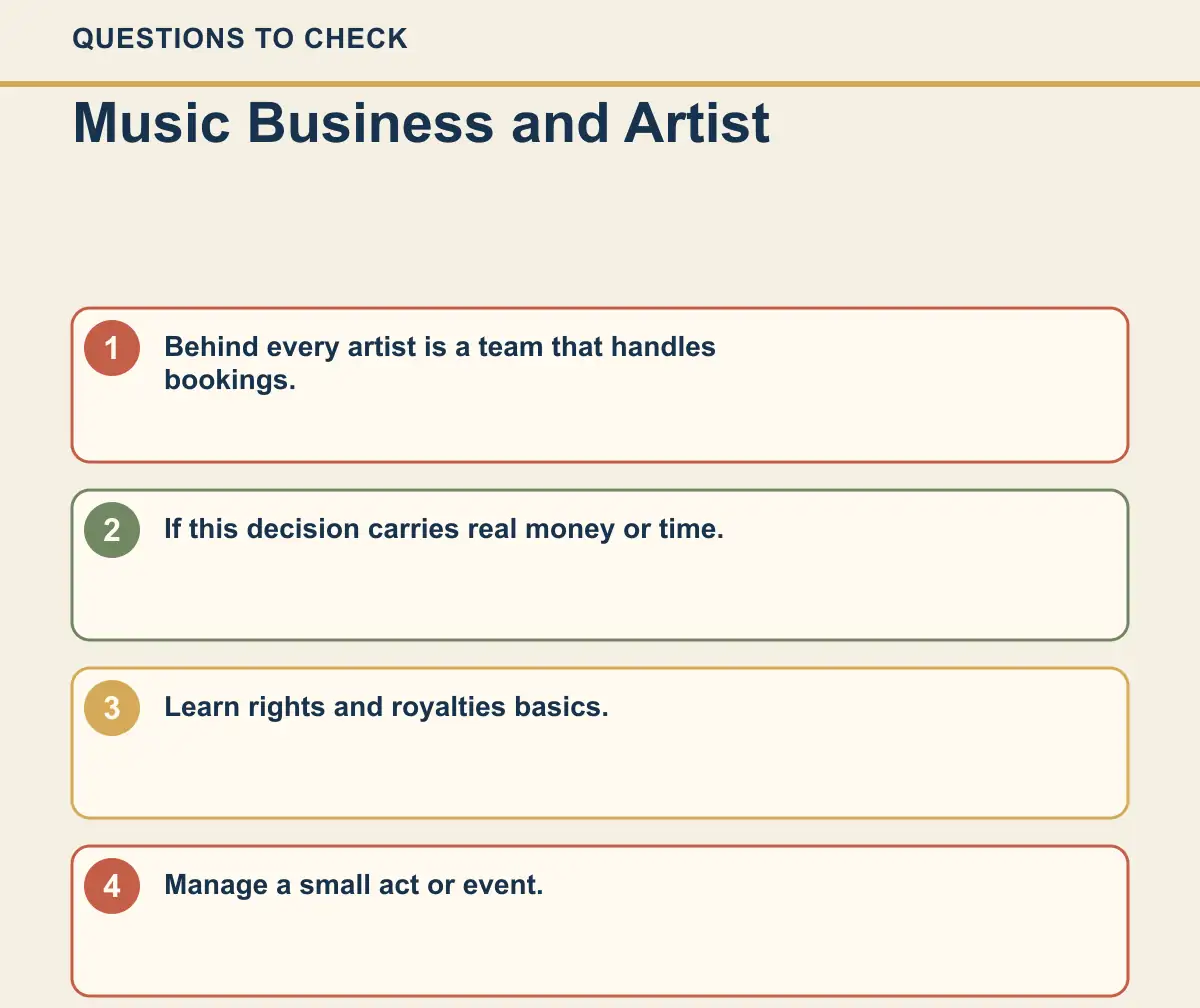 QUESTIONS TO CHECK
Music Business and Artist
1
Behind every artist is a team that handles
bookings.
2
If this decision carries real money or time.
3
Learn rights and royalties basics.
4
Manage a small act or event.